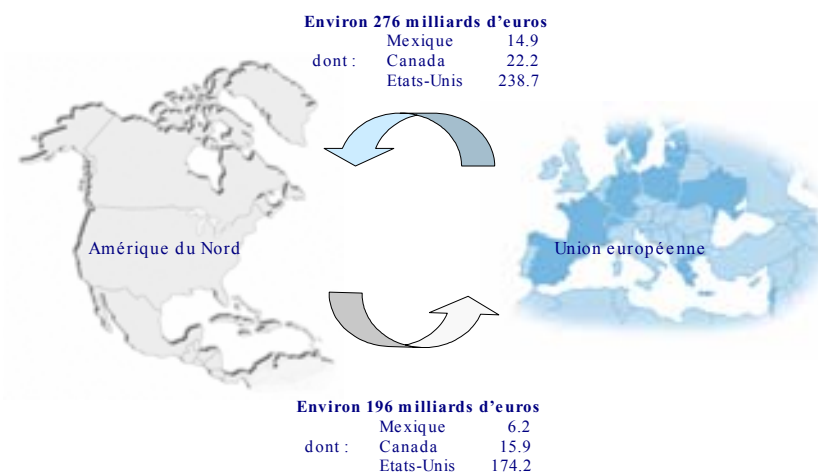 Environ 276 milliards d'euros
Mexique 14.9
dont : Canada 22.2
Etats-Unis 238.7
Amérique du Nord
Union européenne
Environ 196 milliards d'euros
Mexique 6.2
dont : Canada 15.9
Etats-Unis 174.2